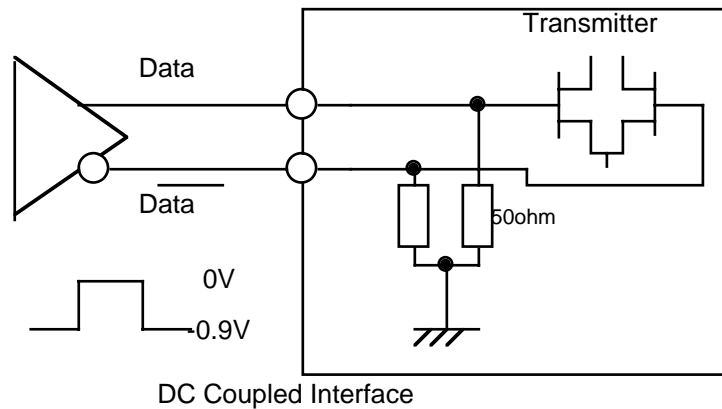 Transmitter
Data
Data
50ohm
0V
-0.9V
DC Coupled Interface